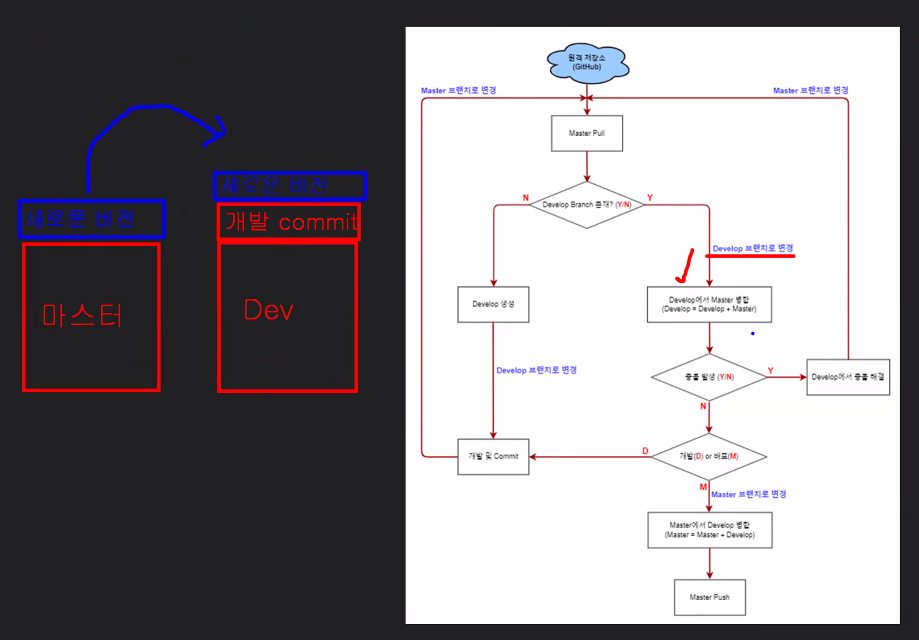 새로운 버전
마스터
새로운 버전
개발 commit
Dev
원격 저장소
(GitHub)
Master 브랜치로 변경
Master 브랜치로 변경
Master Pull
N
Develop Branch 존재? (Y/N)
Y
Develop 브랜치로 변경
Develop 생성
Develop에서 Master 병합
(Develop = Develop + Master)
Develop 브랜치로 변경
충돌 발생 (Y/N)
Y
Develop에서 충돌 해결
N
개발 및 Commit
D
개발(D) or 배포(M)
M
Master 브랜치로 변경
Master에서 Develop 병합
(Master = Master + Develop)
Master Push